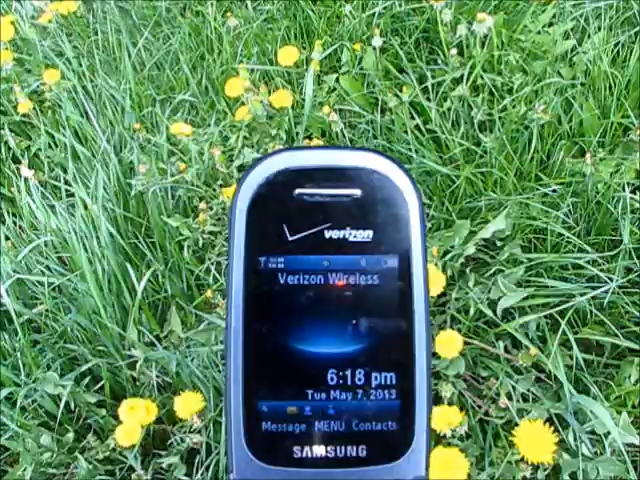 verizon
Verizon Wireless
6:18 pm
Tue May 7, 2013
Message MENU Contacts
SAMSUNG